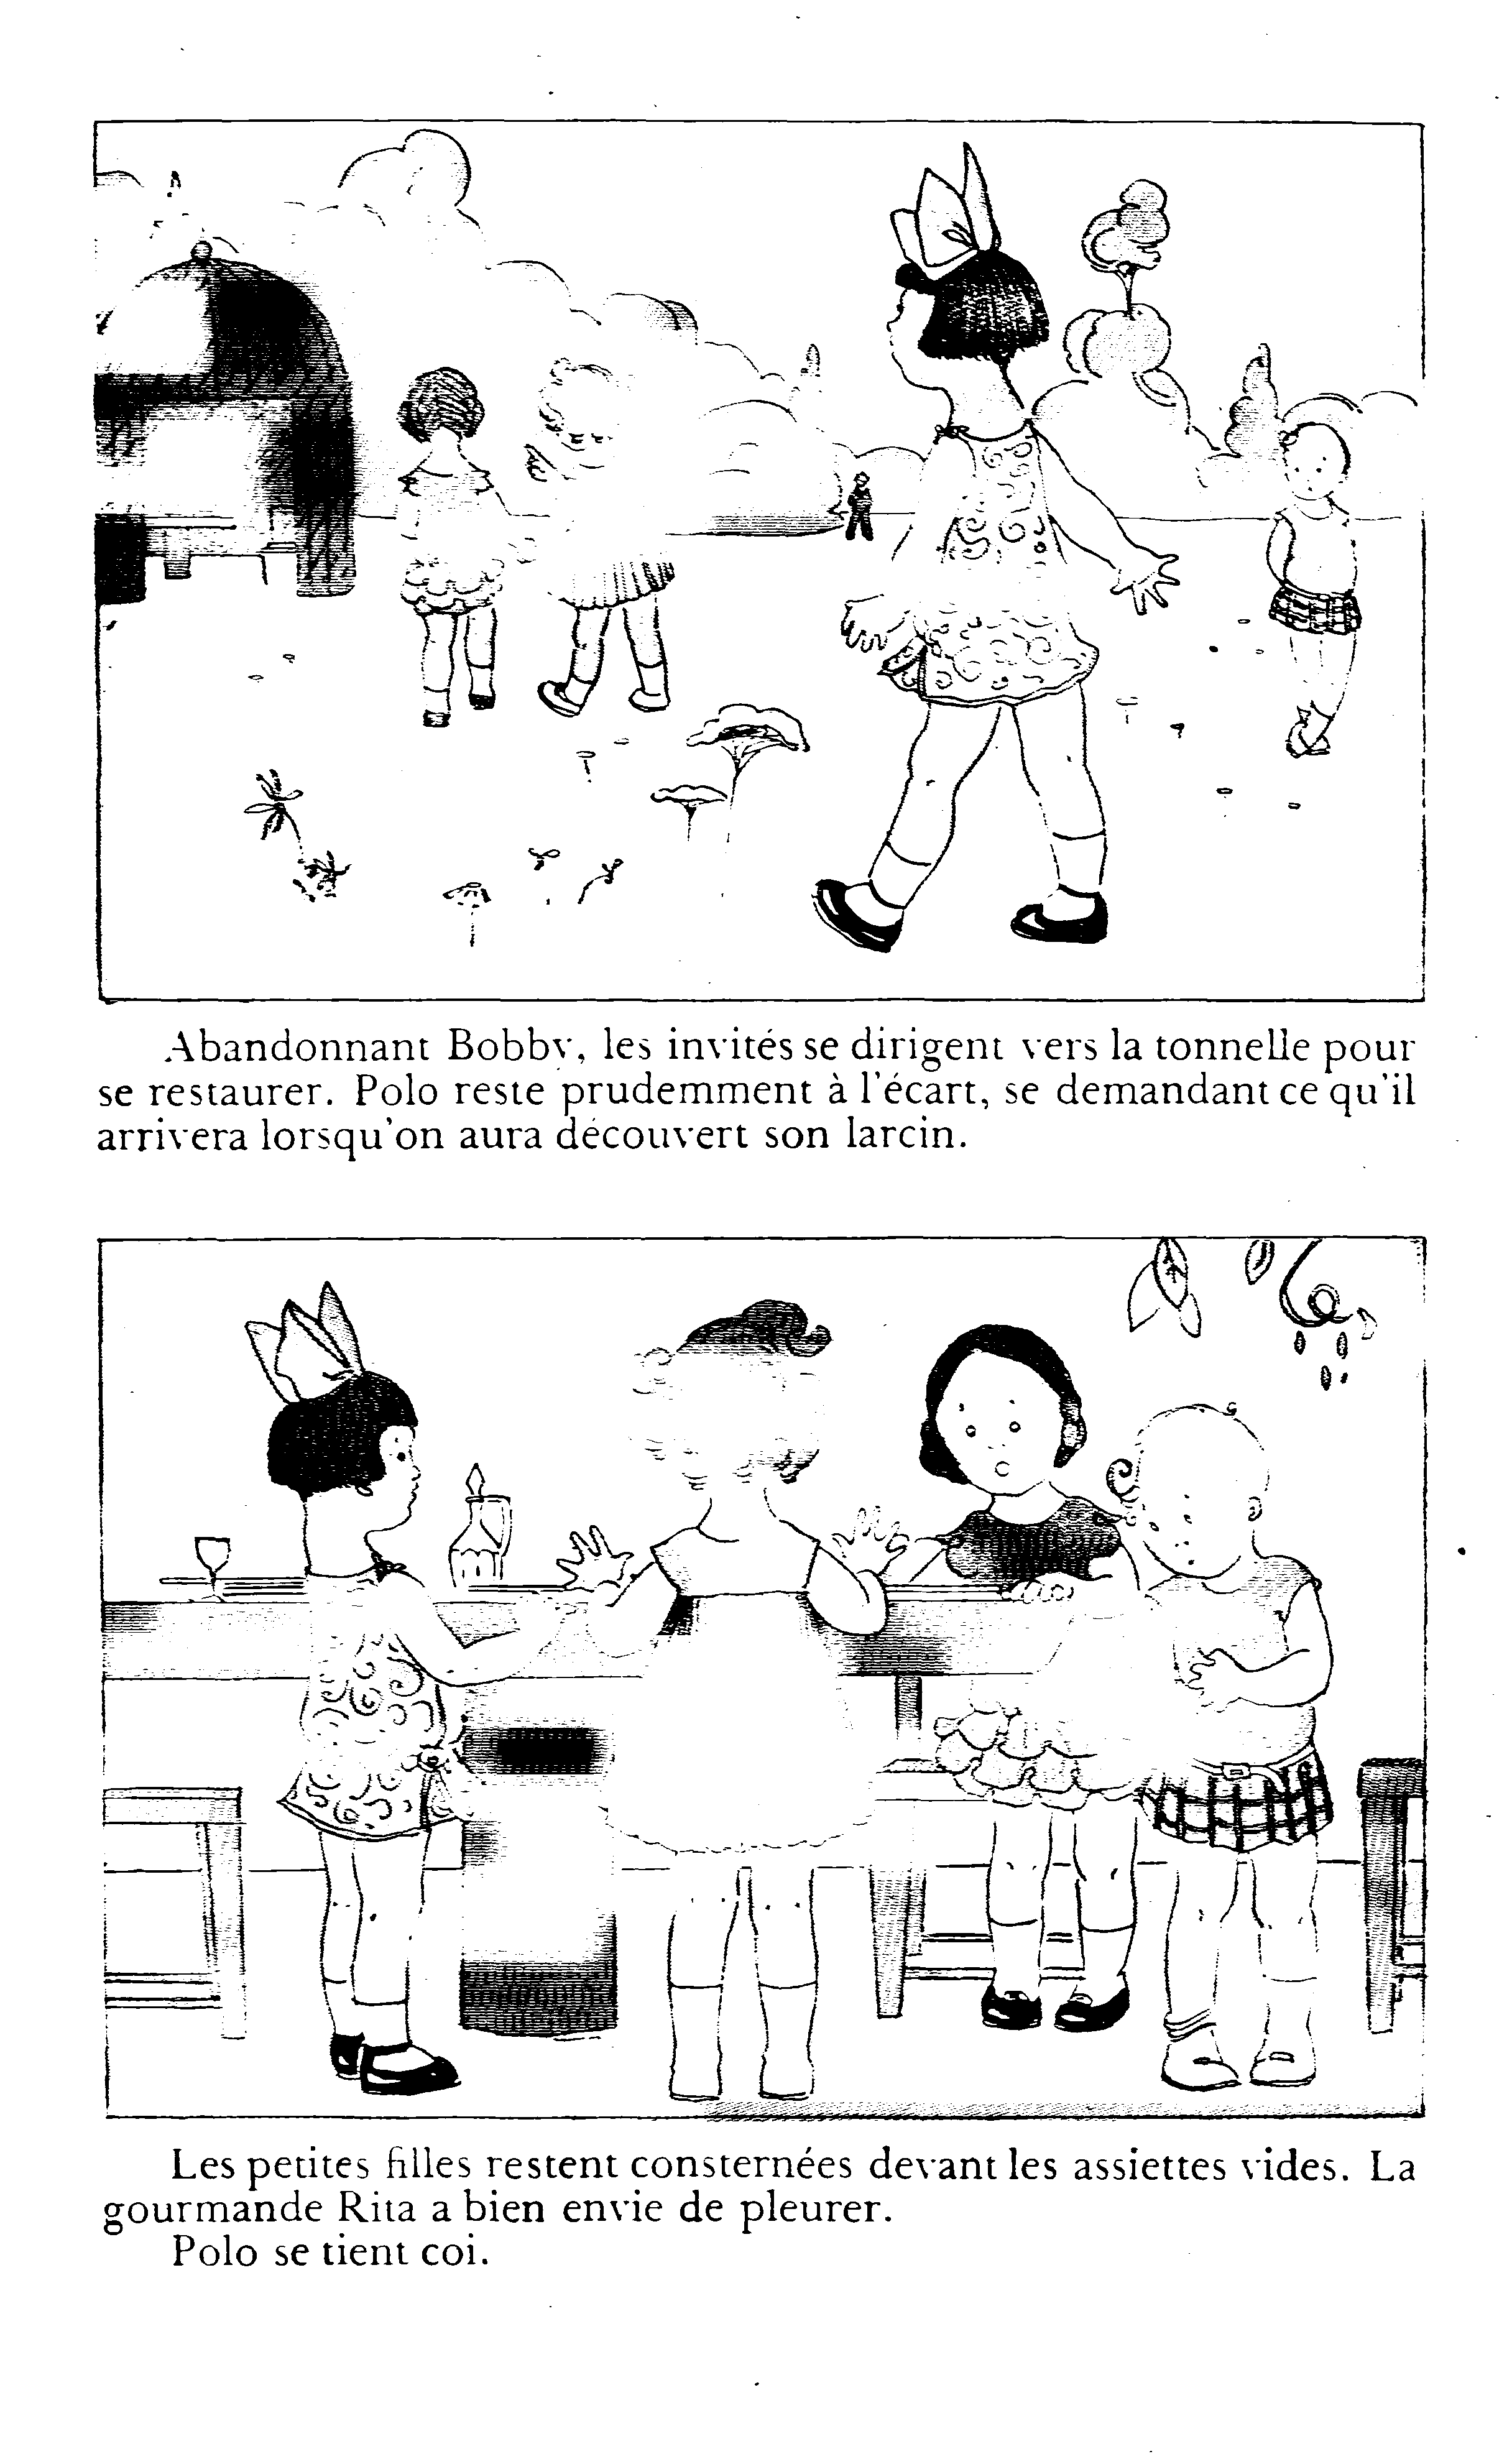 Abandonnant Bobby, les invités se dirigent vers la tonnelle pour
se restaurer. Polo reste prudemment à l'écart, se demandant ce qu'il
arrivera lorsqu'on aura découvert son larcin.
Les petites filles restent consternées devant les assiettes vides. La
gourmande Rita a bien envie de pleurer.
Polo se tient coi.